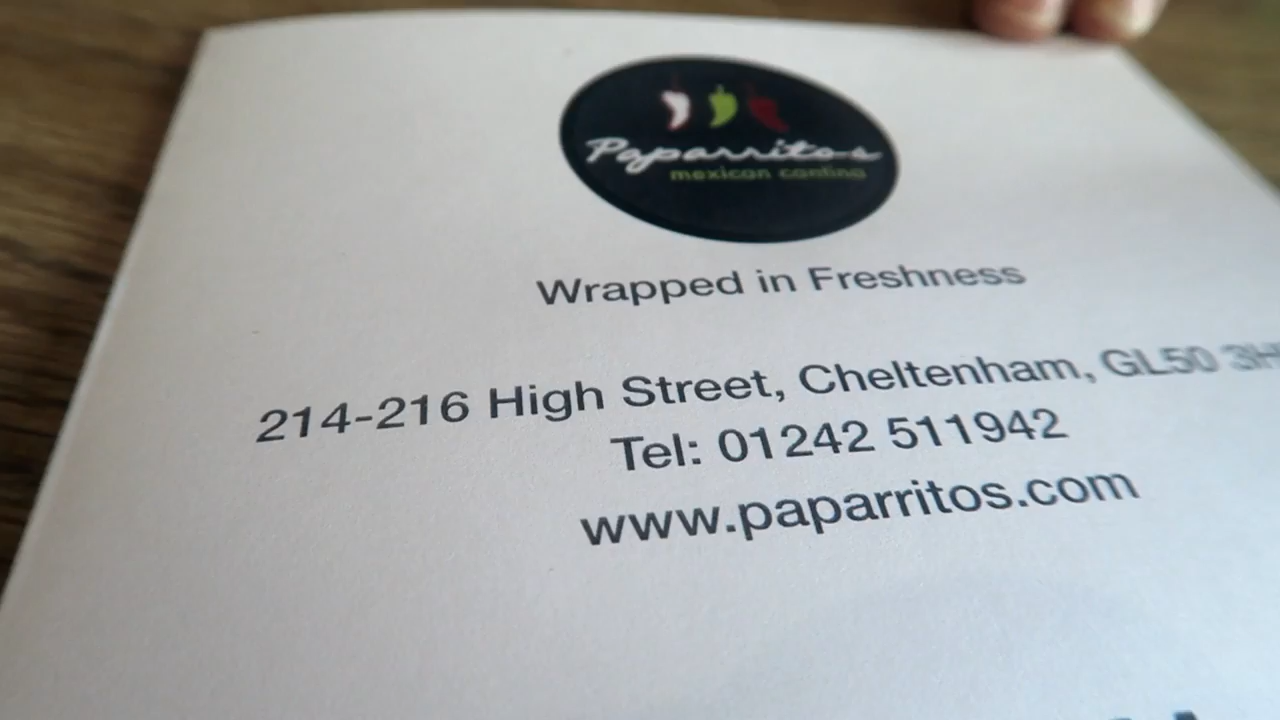 Paparritos
mexican cantina
Wrapped in Freshness
214-216 High Street, Cheltenham, GL50
Tel: 01242 511942
www.paparritos.com